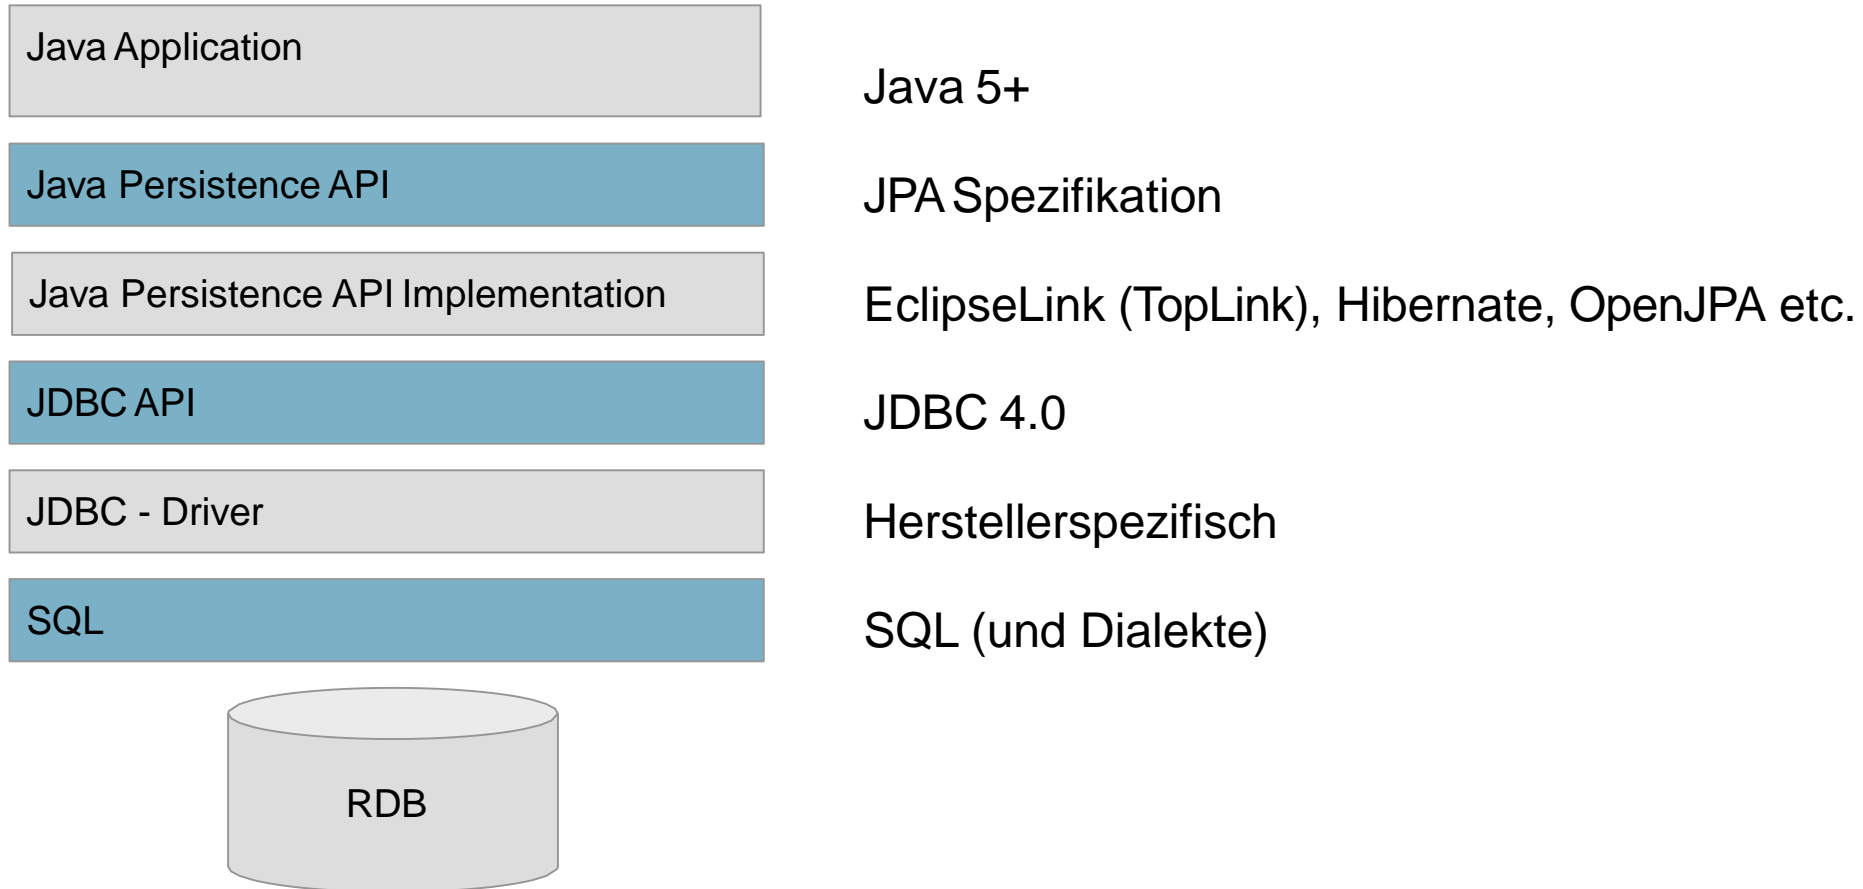 Java Application
Java 5+
Java Persistence API
JPA Spezifikation
Java Persistence API Implementation
EclipseLink (TopLink), Hibernate, OpenJPA etc.
JDBC API
JDBC 4.0
JDBC - Driver
Herstellerspezifisch
SQL
SQL (und Dialekte)
RDB